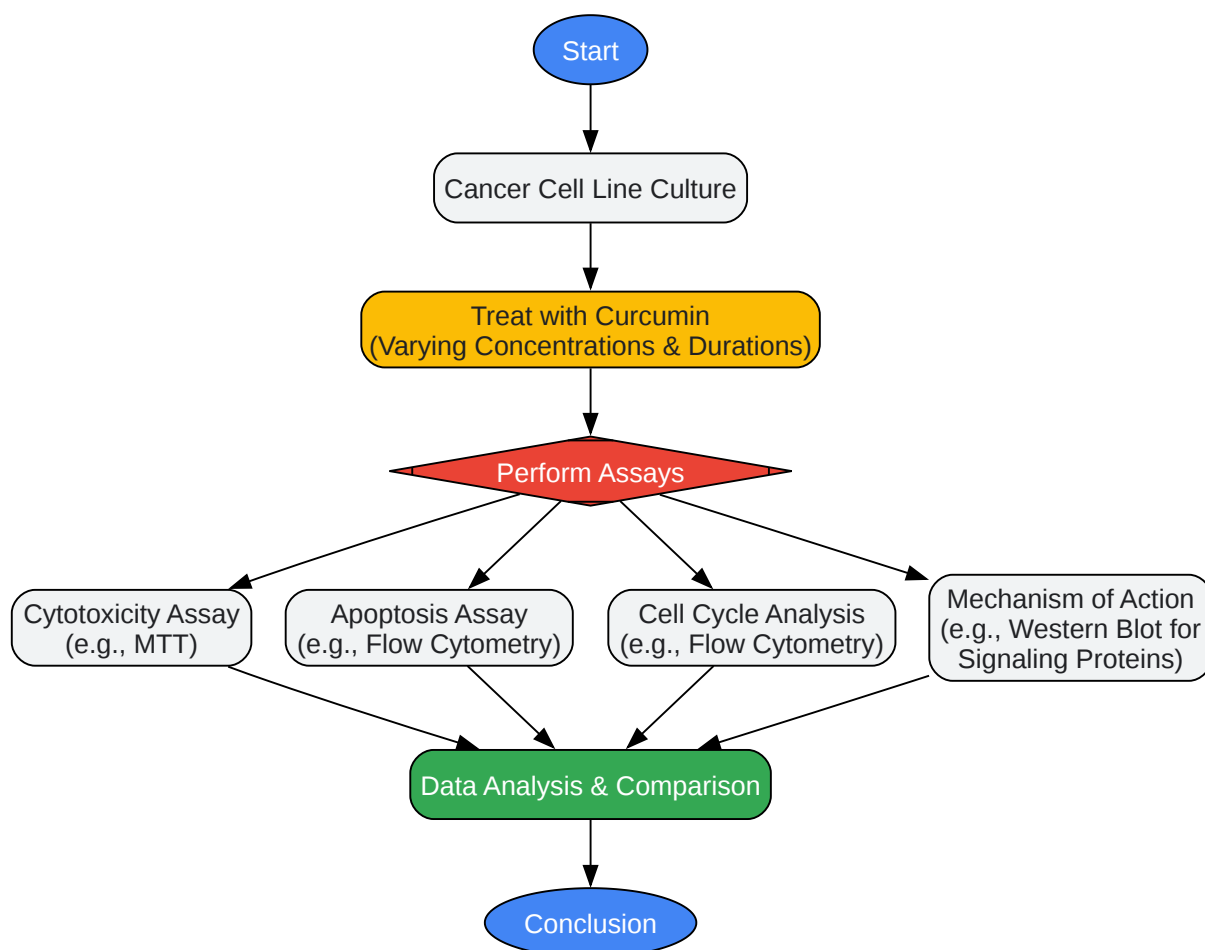 Start
Cancer Cell Line Culture
Treat with Curcumin
(Varying Concentrations & Durations)
Perform Assays
Cytotoxicity Assay
(e.g., MTT)
Apoptosis Assay
(e.g., Flow Cytometry)
Cell Cycle Analysis
(e.g., Flow Cytometry)
Mechanism of Action
(e.g., Western Blot for
Signaling Proteins)
Data Analysis & Comparison
Conclusion